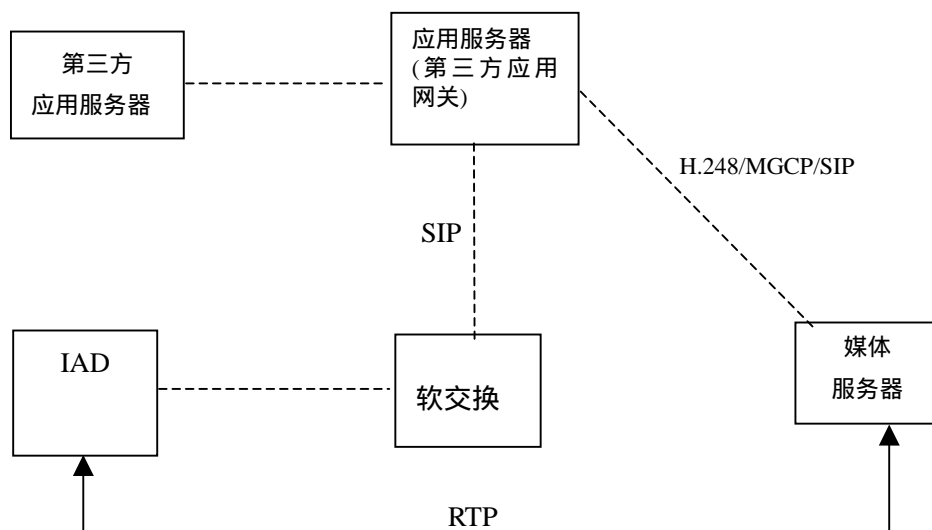 第三方
应用服务器
应用服务器
(第三方应用
网关)
H.248/MGCP/SIP
SIP
IAD
软交换
媒体
服务器
RTP